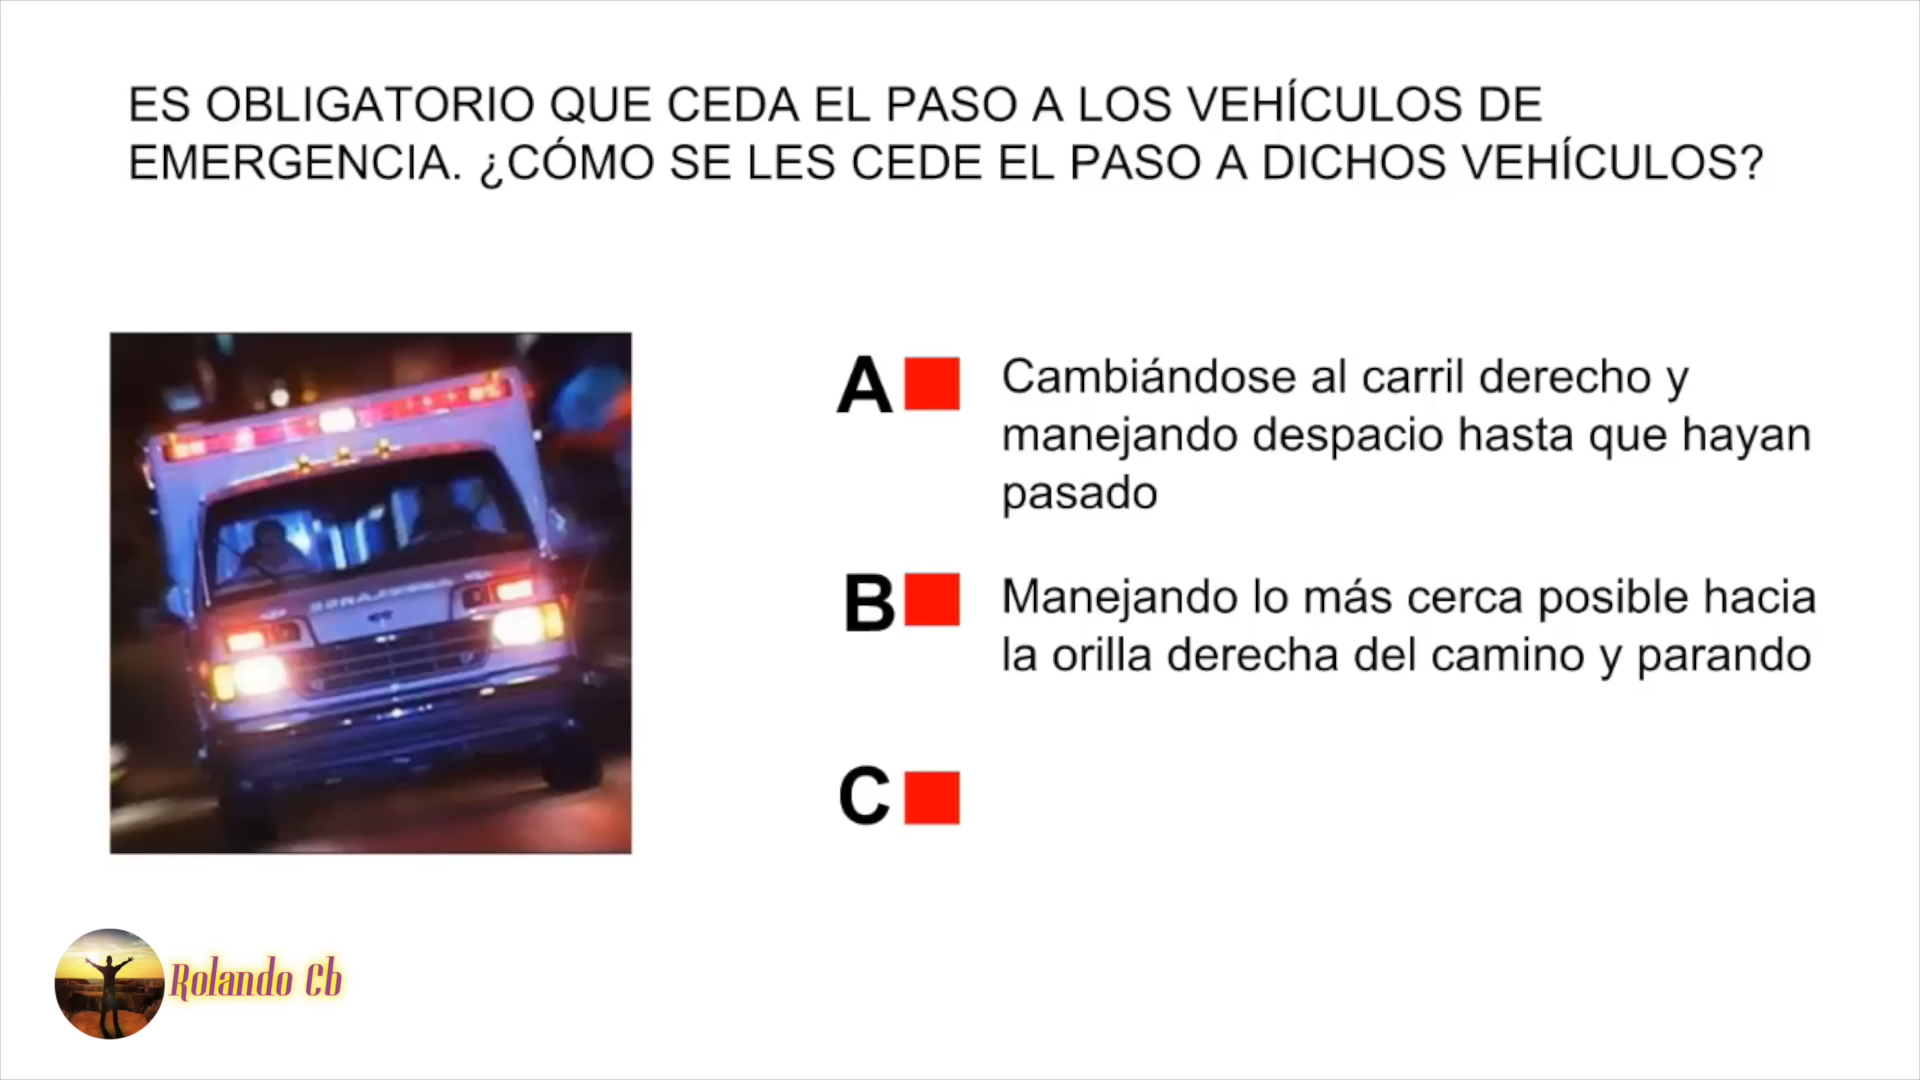 ES OBLIGATORIO QUE CEDA EL PASO A LOS VEHÍCULOS DE
EMERGENCIA. ¿CÓMO SE LES CEDE EL PASO A DICHOS VEHÍCULOS?
A Cambiándose al carril derecho y
manejando despacio hasta que hayan
pasado
B Manejando lo más cerca posible hacia
la orilla derecha del camino y parando
C
Rolando Cb